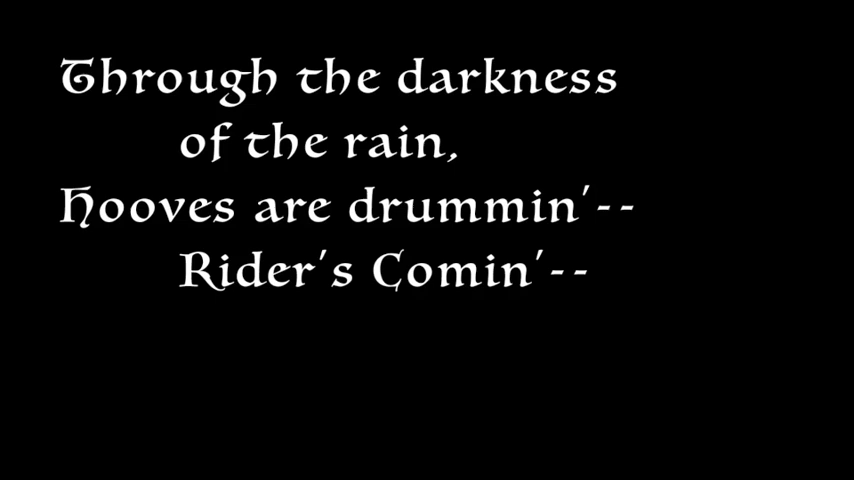 Through the darkness
of the rain,
Hooves are drummin'--
Rider's Comin'--